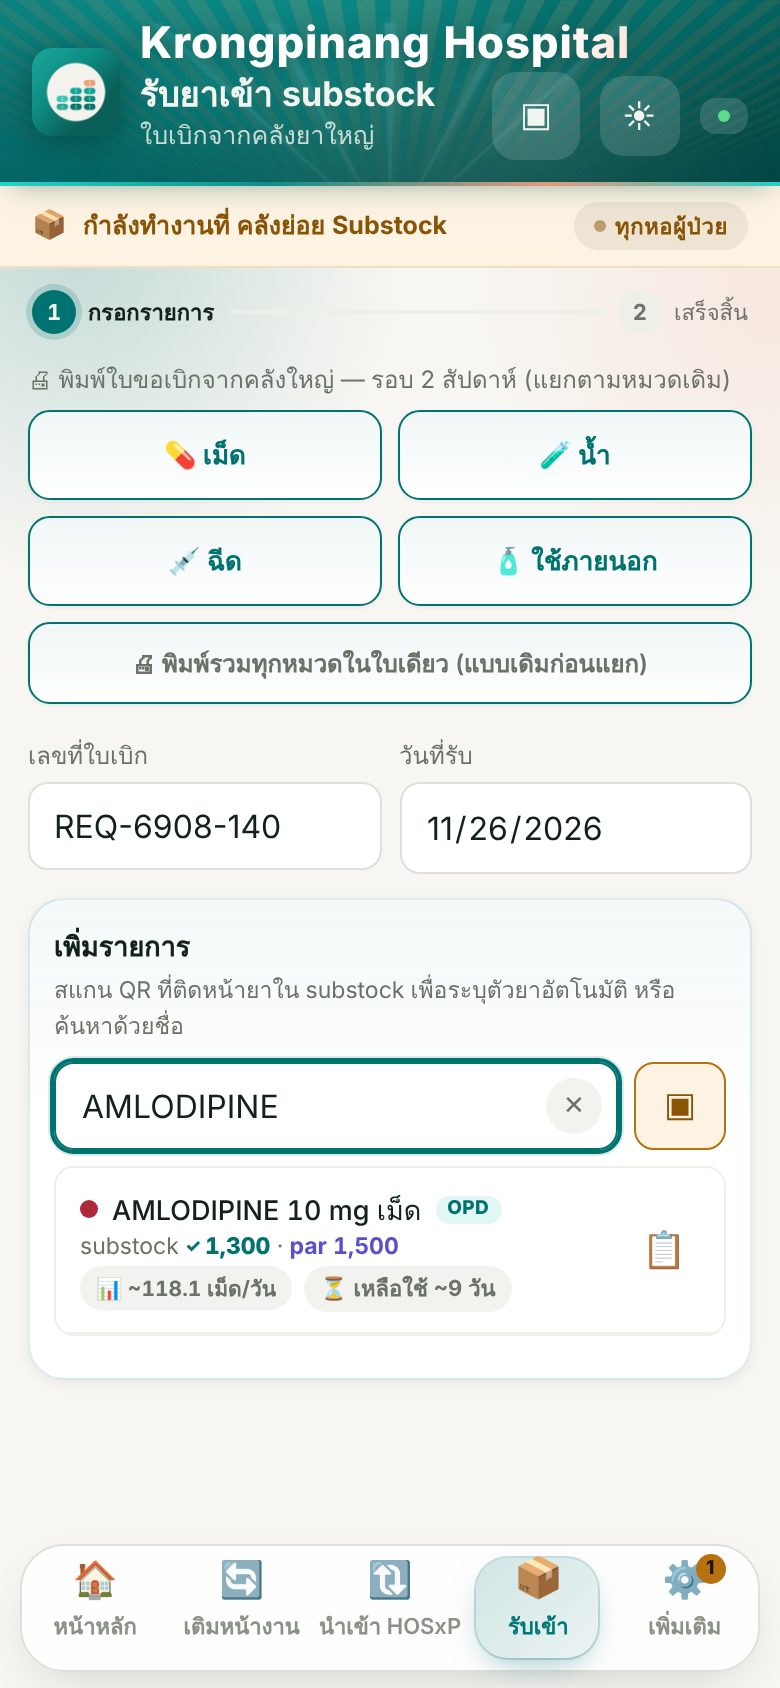 Krongpinang Hospital
รับยาเข้า substock
ใบเบิกจากคลังยาใหญ่
กำลังทำงานที่ คลังย่อย Substock
ทุกหอผู้ป่วย
1 กรอกรายการ
2 เสร็จสิ้น
พิมพ์ใบขอเบิกจากคลังใหญ่ — รอบ 2 สัปดาห์ (แยกตามหมวดเดิม)
เม็ด
น้ำ
ฉีด
ใช้ภายนอก
พิมพ์รวมทุกหมวดในใบเดียว (แบบเดิมก่อนแยก)
เลขที่ใบเบิก
วันที่รับ
REQ-6908-140
11/26/2026
เพิ่มรายการ
สแกน QR ที่ติดหน้ายาใน substock เพื่อระบุตัวยาอัตโนมัติ หรือ
ค้นหาด้วยชื่อ
AMLODIPINE
AMLODIPINE 10 mg เม็ด OPD
substock ✓1,300 · par 1,500
~118.1 เม็ด/วัน
เหลือใช้ ~9 วัน
1
หน้าหลัก
เติมหน้างาน
นำเข้า HOSxP
รับเข้า
เพิ่มเติม